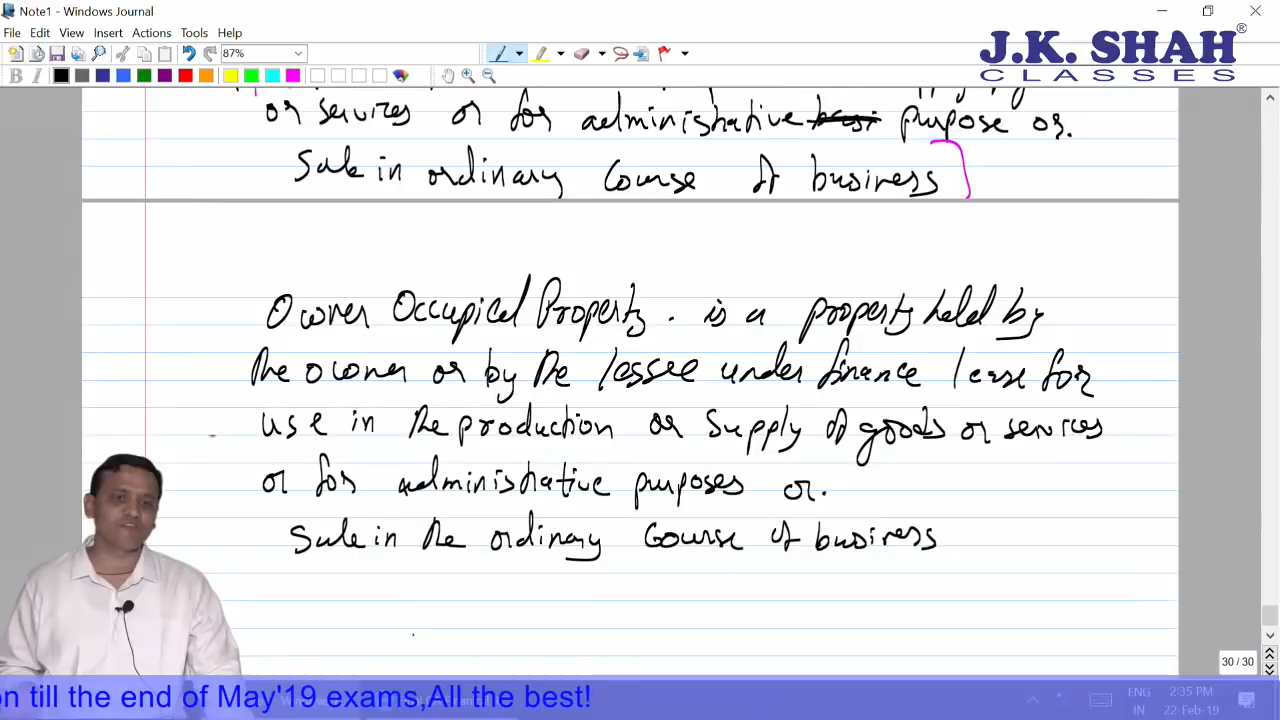 Note1 - Windows Journal
File Edit View Insert Actions Tools Help
87%
J.K. SHAH®
CLASSES
or services or for administrative purpose or.
Sale in ordinary Course of business
Owner Occupied Property. is a property held by
the owner or by the lessee under finance lease for
use in the production or supply of goods or services
or for administrative purposes or.
Sale in the ordinary Course of business
30 / 30
on till the end of May'19 exams,All the best!
ENG
IN
2:35 PM
22-Feb-19